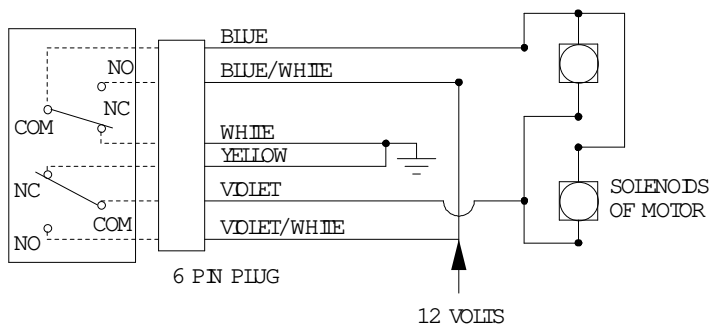 BLUE
NO
BLUE/WHITE
NC
COM
WHITE
YELLOW
NC
VIOLET
SOLENOIDS
OF MOTOR
COM
VIOLET/WHITE
NO
6 PIN PLUG
12 VOLTS